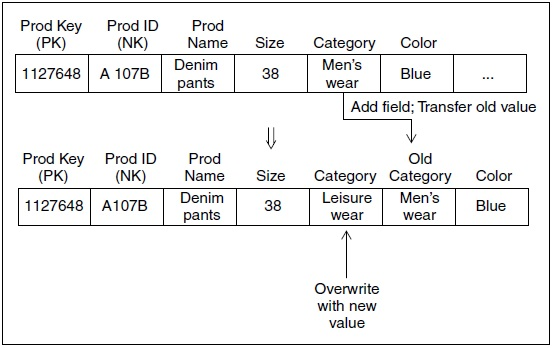 Prod Key Prod ID Prod
(PK) (NK) Name Size Category Color
1127648 A 107B Denim pants 38 Men's wear Blue ...
Add field; Transfer old value
Prod Key Prod ID Prod Old
(PK) (NK) Name Size Category Category Color
1127648 A107B Denim pants 38 Leisure wear Men's wear Blue
Overwrite
with new
value